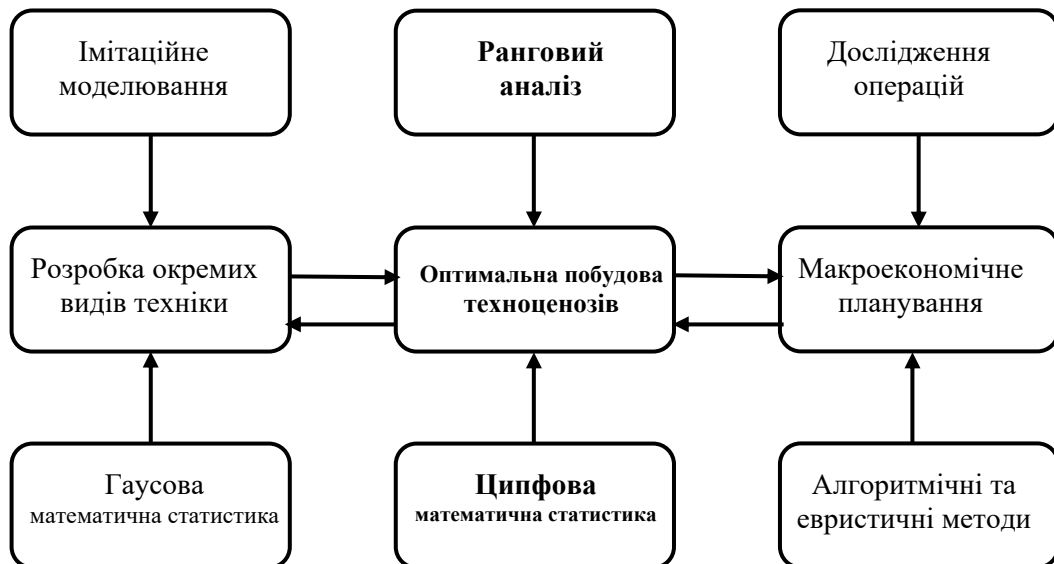 Імітаційне
моделювання
Ранговий
аналіз
Дослідження
операцій
Розробка окремих
видів техніки
Оптимальна побудова
техноценозів
Макроекономічне
планування
Гаусова
математична статистика
Ципфова
математична статистика
Алгоритмічні та
евристичні методи